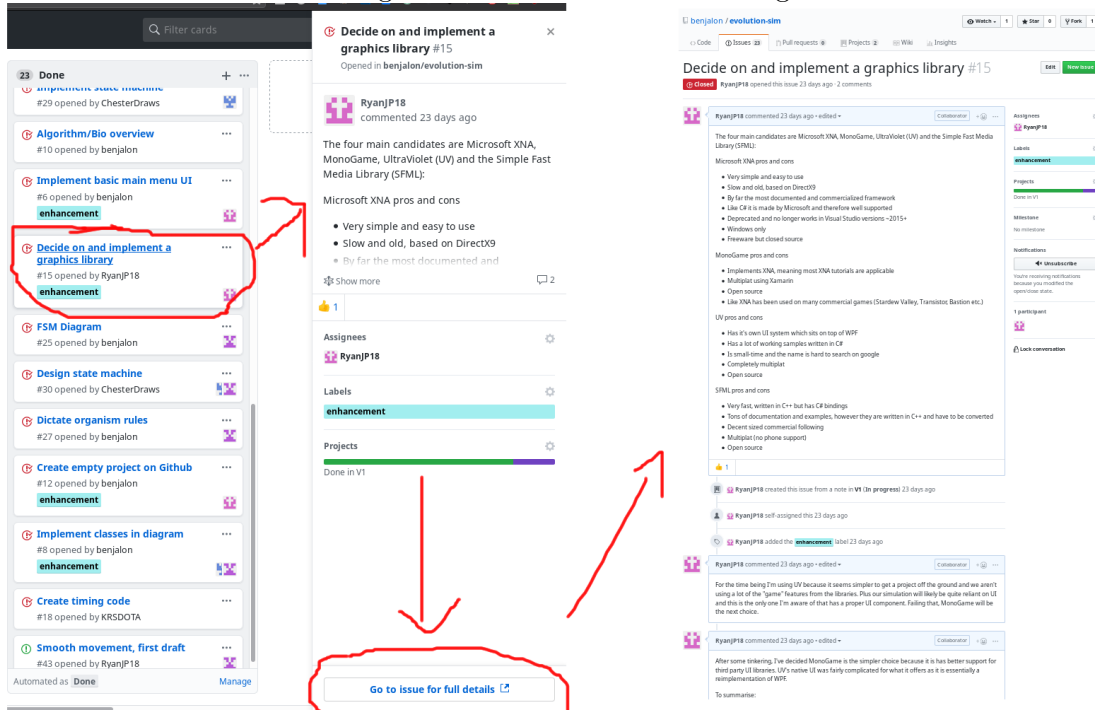 Filter cards
23 Done
Implement state machine
#29 opened by ChesterDraws
Algorithm/Bio overview
#10 opened by benjalon
Implement basic main menu UI
#6 opened by benjalon
enhancement
Decide on and implement a
graphics library
#15 opened by RyanJP18
enhancement
FSM Diagram
#25 opened by benjalon
Design state machine
#30 opened by ChesterDraws
Dictate organism rules
#27 opened by benjalon
Create empty project on Github
#12 opened by benjalon
enhancement
Implement classes in diagram
#8 opened by benjalon
enhancement
Create timing code
#18 opened by KRSDOTA
Smooth movement, first draft
#43 opened by RyanJP18
Automated as Done
Manage
Decide on and implement a
graphics library #15
Opened in benjalon/evolution-sim
RyanJP18
commented 23 days ago
The four main candidates are Microsoft XNA,
MonoGame, UltraViolet (UV) and the Simple Fast
Media Library (SFML):
Microsoft XNA pros and cons
• Very simple and easy to use
• Slow and old, based on DirectX9
• By far the most documented and
Show more
2
👍 1
Assignees
RyanJP18
Labels
enhancement
Projects
Done in V1
Go to issue for full details
benjalon / evolution-sim
Watch 1
Star 0
Fork 1
Code
Issues 23
Pull requests 0
Projects 2
Wiki
Insights
Decide on and implement a graphics library #15
Edit
New issue
Closed
RyanJP18 opened this issue 23 days ago · 2 comments
RyanJP18 commented 23 days ago • edited
Collaborator
The four main candidates are Microsoft XNA, MonoGame, UltraViolet (UV) and the Simple Fast Media
Library (SFML):
Microsoft XNA pros and cons
• Very simple and easy to use
• Slow and old, based on DirectX9
• By far the most documented and commercialized framework
• Like C# it is made by Microsoft and therefore well supported
• Deprecated and no longer works in Visual Studio versions ~2015+
• Windows only
• Freeware but closed source
MonoGame pros and cons
• Implements XNA, meaning most XNA tutorials are applicable
• Multiplat using Xamarin
• Open source
• Like XNA has been used on many commercial games (Stardew Valley, Transistor, Bastion etc.)
UV pros and cons
• Has it's own UI system which sits on top of WPF
• Has a lot of working samples written in C#
• Is small-time and the name is hard to search on google
• Completely multiplat
• Open source
SFML pros and cons
• Very fast, written in C++ but has C# bindings
• Tons of documentation and examples, however they are written in C++ and have to be converted
• Decent sized commercial following
• Multiplat (no phone support)
• Open source
👍 1
RyanJP18 created this issue from a note in V1 (In progress) 23 days ago
RyanJP18 self-assigned this 23 days ago
RyanJP18 added the enhancement label 23 days ago
RyanJP18 commented 23 days ago • edited
Collaborator
For the time being I'm using UV because it seems simpler to get a project off the ground and we aren't
using a lot of the "game" features from the libraries. Plus our simulation will likely be quite reliant on UI
and this is the only one I'm aware of that has a proper UI component. Failing that, MonoGame will be
the next choice.
RyanJP18 commented 23 days ago • edited
Collaborator
After some tinkering, I've decided MonoGame is the simpler choice because it is has better support for
third party UI libraries. UV's native UI was fairly complicated for what it offers as it is essentially a
reimplementation of WPF.
To summarise:
Assignees
RyanJP18
Labels
enhancement
Projects
Done in V1
Milestone
No milestone
Notifications
Unsubscribe
You're receiving notifications
because you modified the
open/close state.
1 participant
Lock conversation